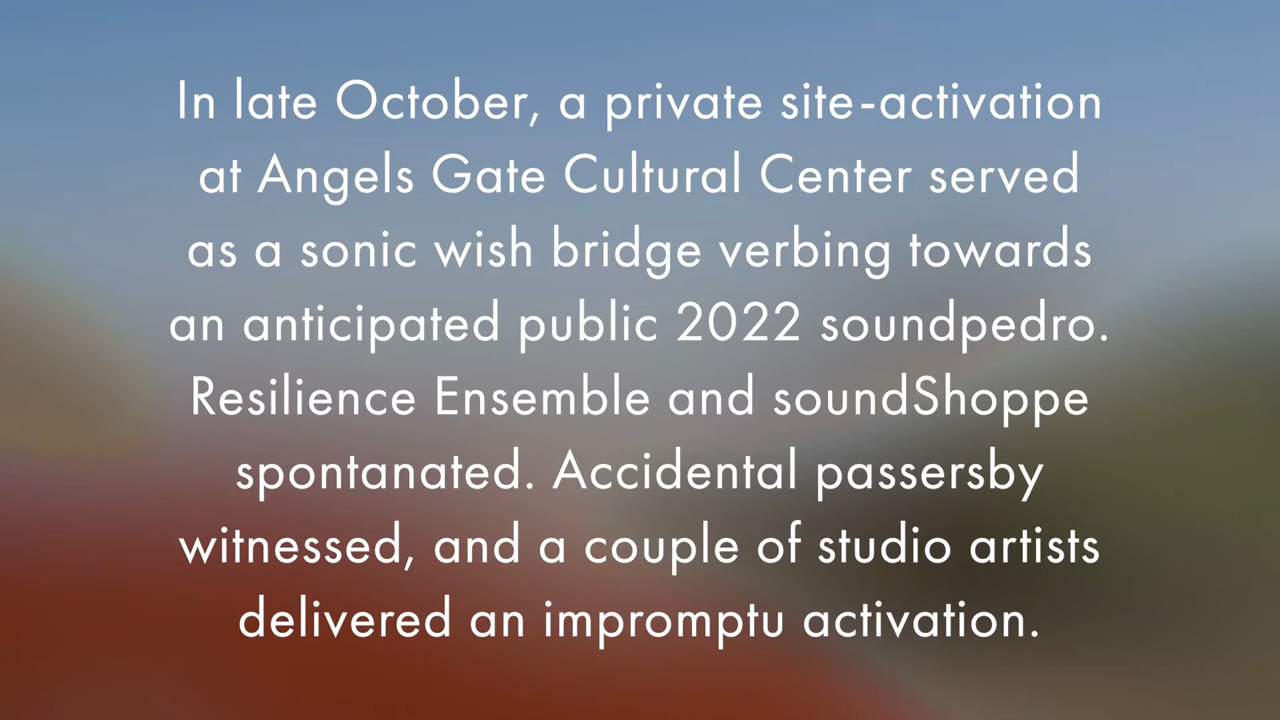 In late October, a private site-activation
at Angels Gate Cultural Center served
as a sonic wish bridge verbing towards
an anticipated public 2022 soundpedro.
Resilience Ensemble and soundShoppe
spontanated. Accidental passersby
witnessed, and a couple of studio artists
delivered an impromptu activation.